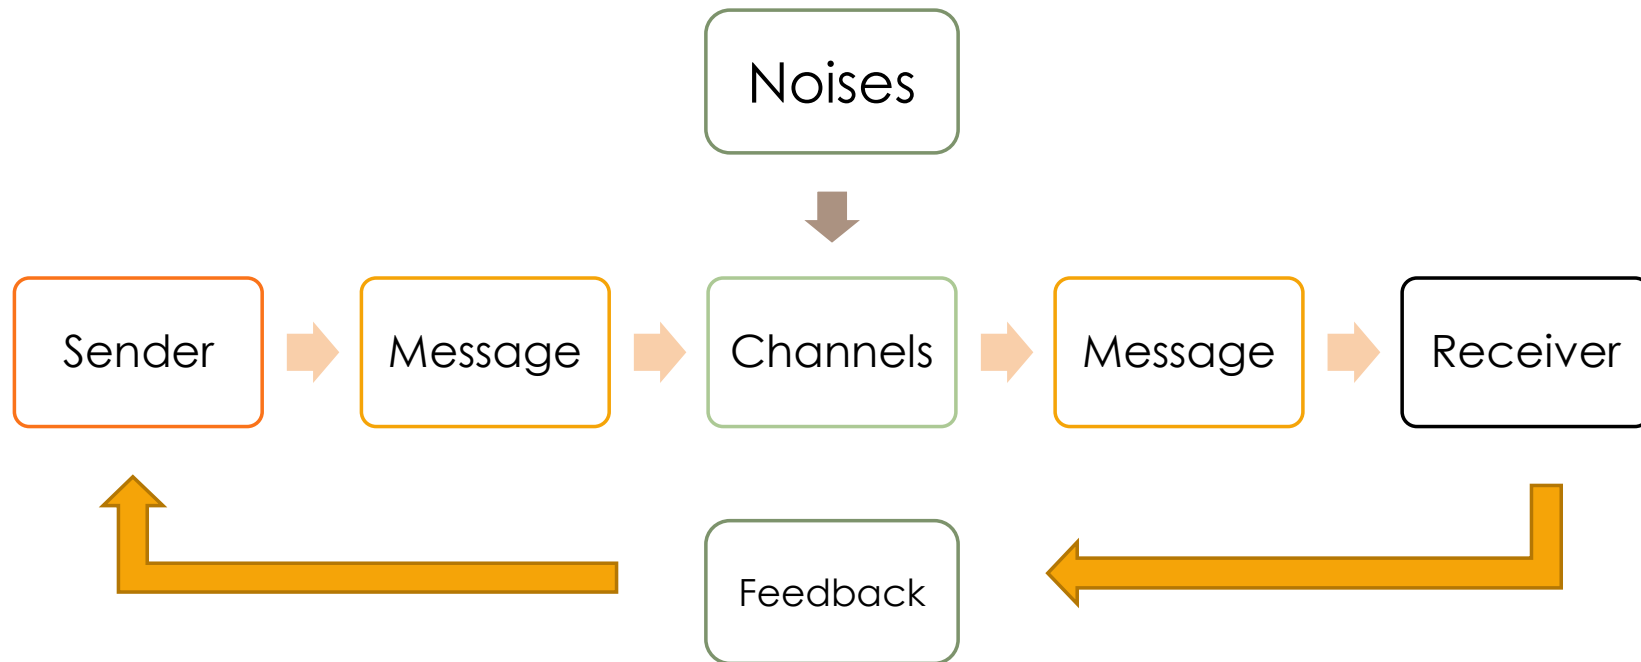 Noises
Sender
Message
Channels
Message
Receiver
Feedback